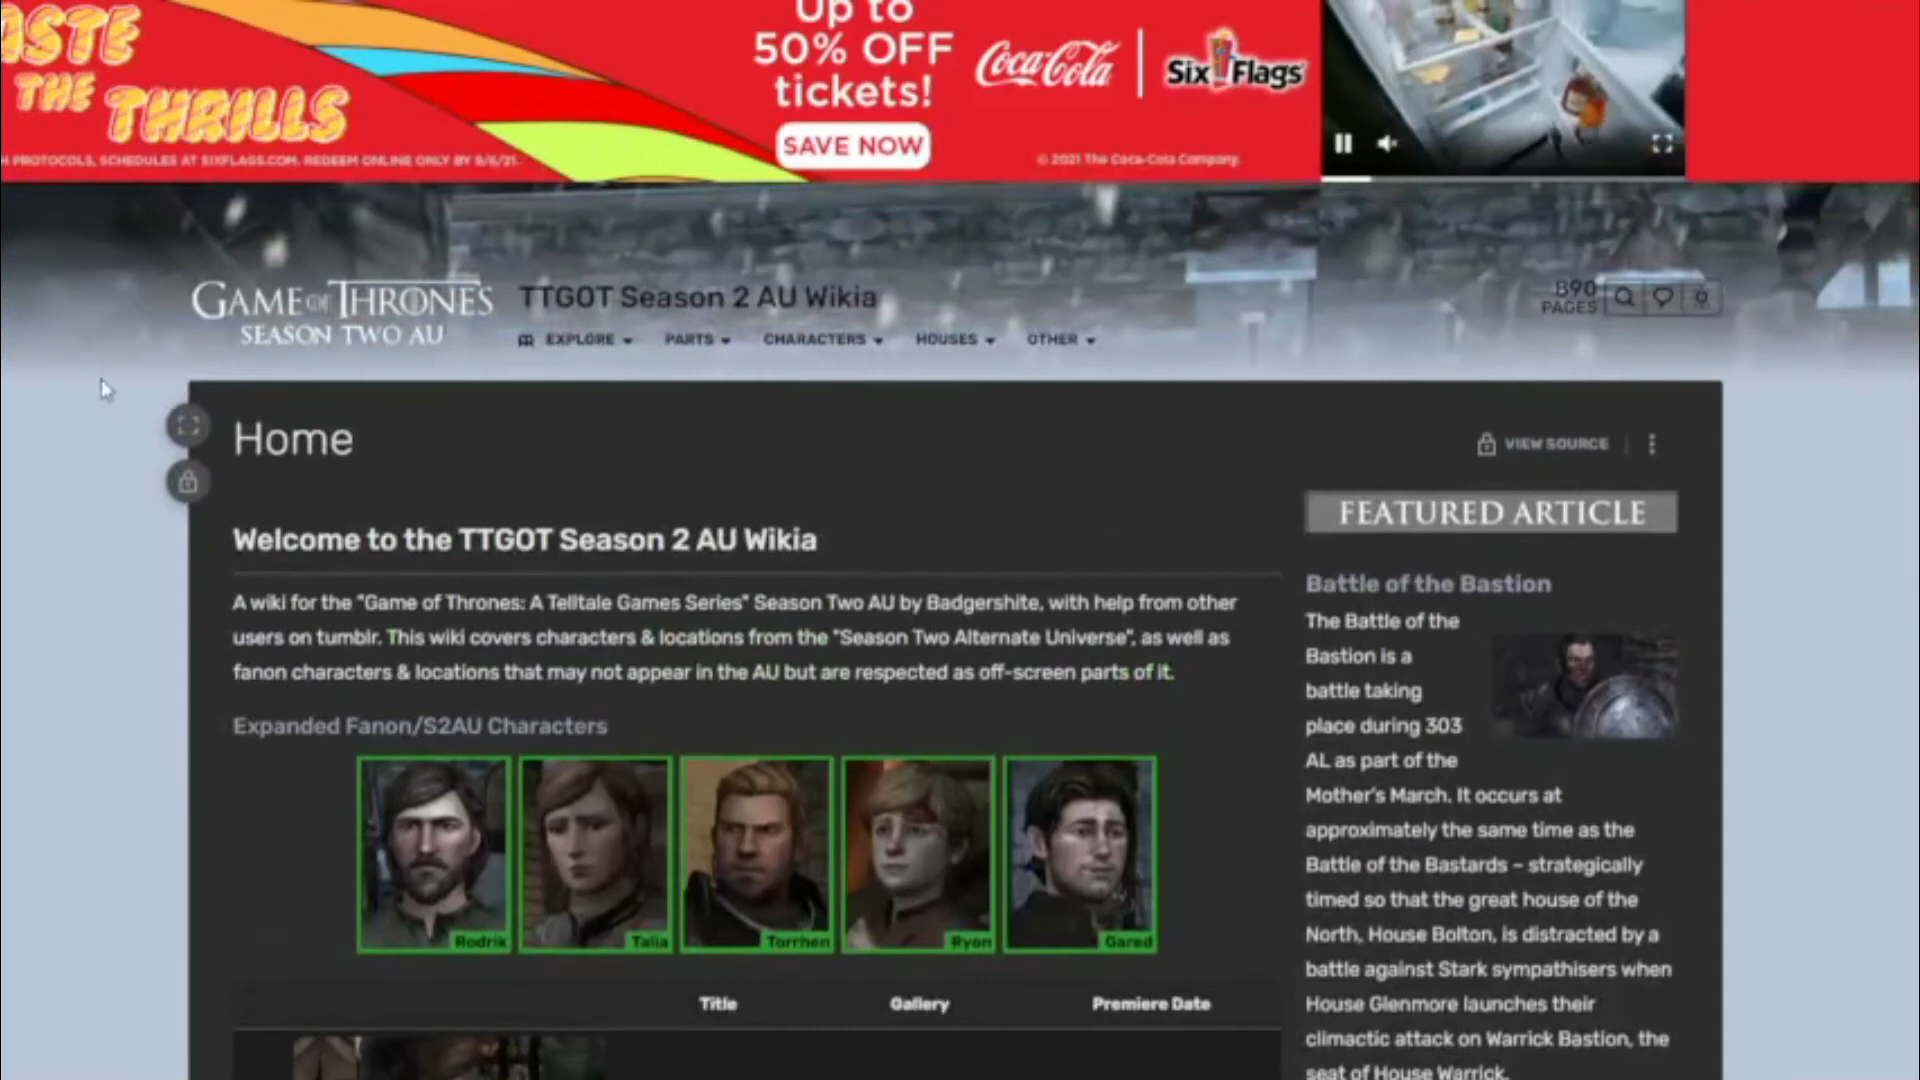 THE THRILLS
Up to
50% OFF
tickets!
SAVE NOW
Coca-Cola
Six Flags
PROTOCOLS, SCHEDULES AT SIXFLAGS.COM. REDEEM ONLINE ONLY BY 9/6/21.
© 2021 The Coca-Cola Company.
GAME OF THRONES
SEASON TWO AU
TTGOT Season 2 AU Wikia
890
PAGES
EXPLORE
PARTS
CHARACTERS
HOUSES
OTHER
Home
VIEW SOURCE
Welcome to the TTGOT Season 2 AU Wikia
A wiki for the "Game of Thrones: A Telltale Games Series" Season Two AU by Badgershite, with help from other
users on tumblr. This wiki covers characters & locations from the "Season Two Alternate Universe", as well as
fanon characters & locations that may not appear in the AU but are respected as off-screen parts of it.
Expanded Fanon/S2AU Characters
Rodrik
Talia
Torrhen
Ryon
Gared
Title
Gallery
Premiere Date
FEATURED ARTICLE
Battle of the Bastion
The Battle of the
Bastion is a
battle taking
place during 303
AL as part of the
Mother's March. It occurs at
approximately the same time as the
Battle of the Bastards – strategically
timed so that the great house of the
North, House Bolton, is distracted by a
battle against Stark sympathisers when
House Glenmore launches their
climactic attack on Warrick Bastion, the
seat of House Warrick.